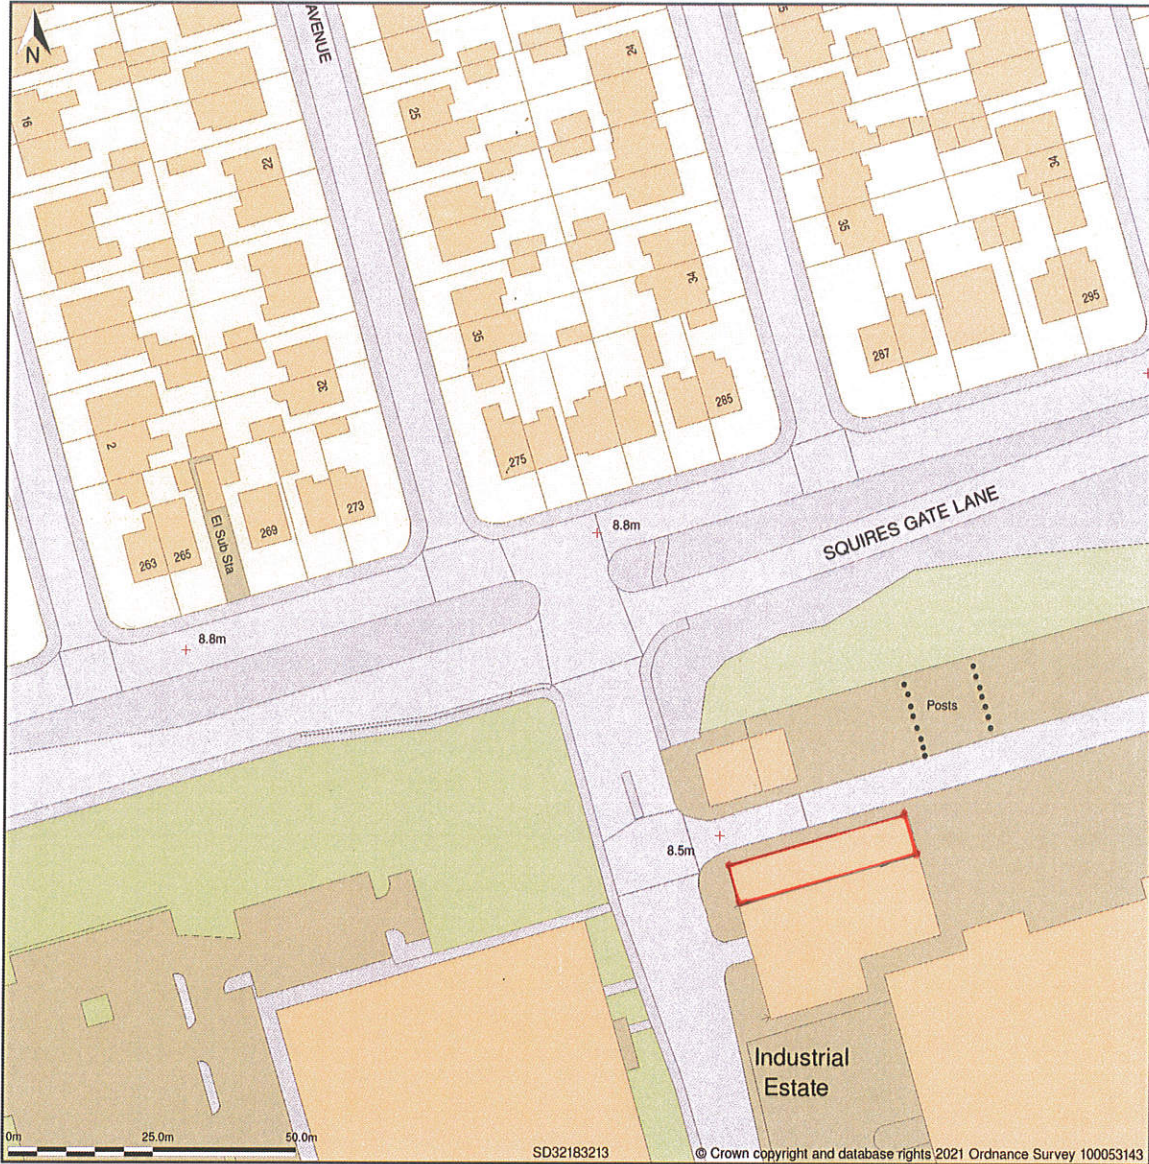 N
AVENUE
5
24
25
16
22
34
35
34
295
35
287
32
285
2
275
273
8.8m
SQUIRES GATE LANE
269
El Sub Sta
265
263
8.8m
Posts
8.5m
Industrial
Estate
0m
25.0m
50.0m
SD32183213
© Crown copyright and database rights 2021 Ordnance Survey 100053143